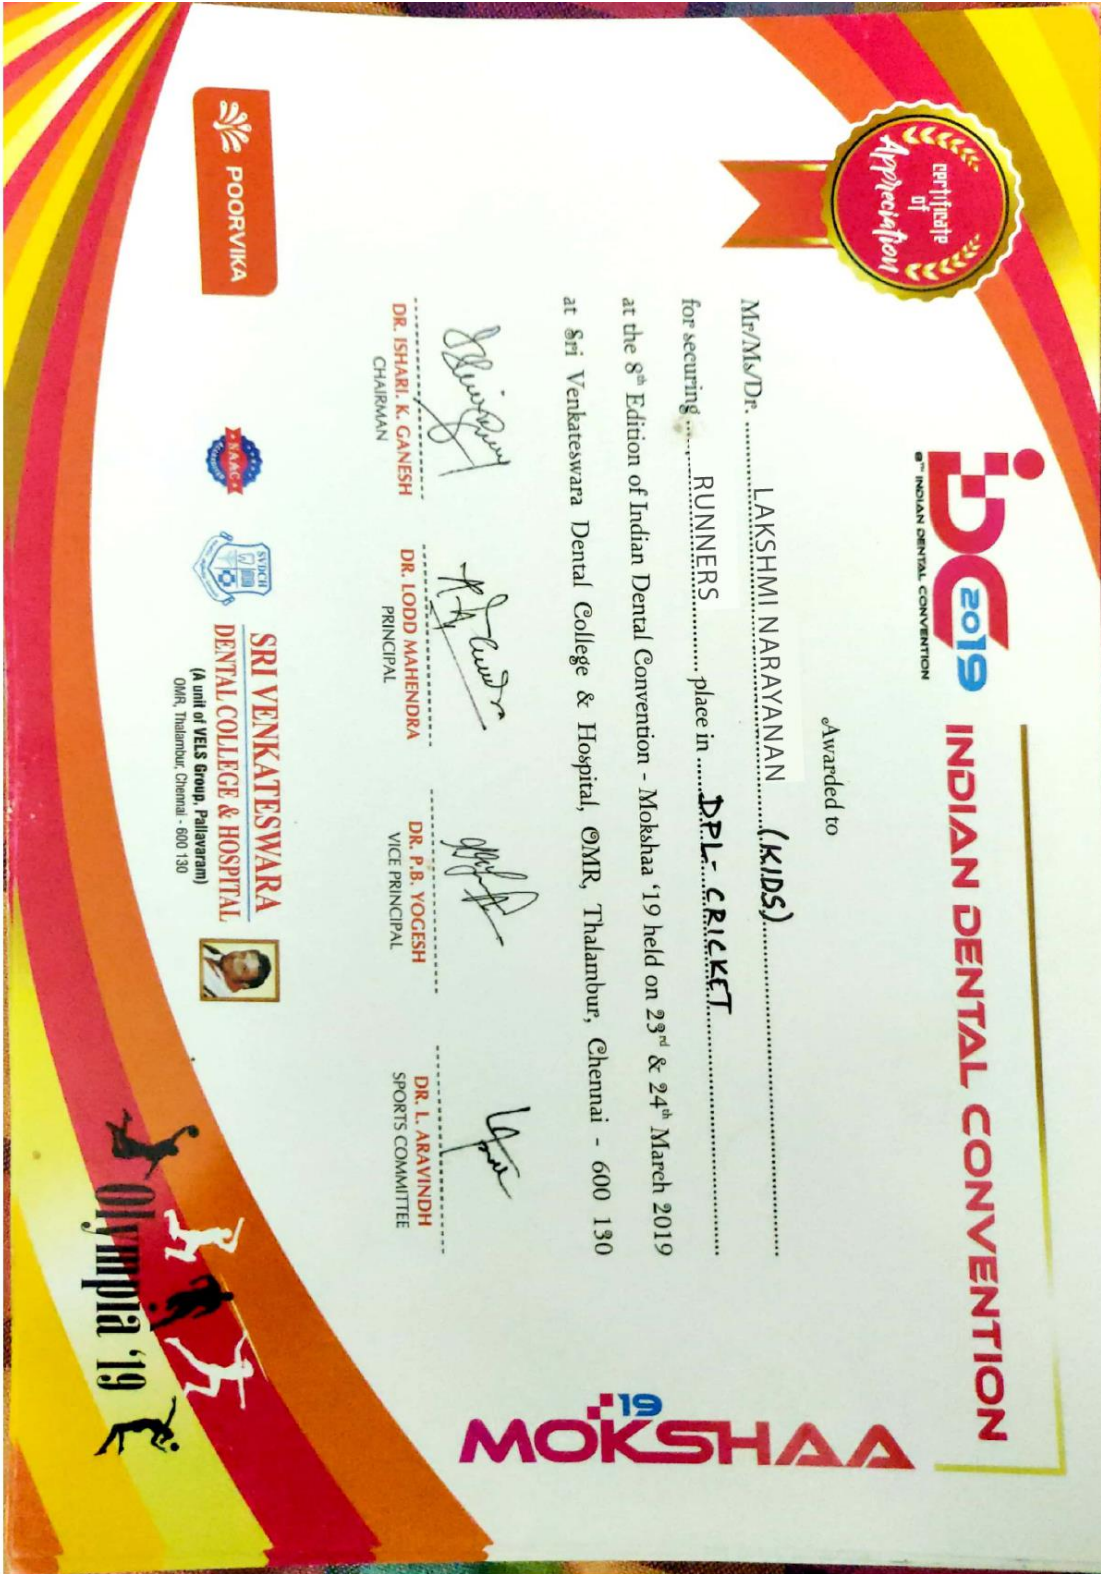 certificate
of
Appreciation
iDC 2019
8TH INDIAN DENTAL CONVENTION
INDIAN DENTAL CONVENTION
'19
MOKSHAA
Awarded to
Mr/Ms/Dr. ........ LAKSHMI NARAYANAN ........ (KIDS) ........
for securing ........ RUNNERS ........ place in ........ DPL- CRICKET ........
at the 8th Edition of Indian Dental Convention - Mokshaa '19 held on 23rd & 24th March 2019
at Sri Venkateswara Dental College & Hospital, OMR, Thalambur, Chennai - 600 130
DR. ISHARI. K. GANESH
CHAIRMAN
DR. LODD MAHENDRA
PRINCIPAL
DR. P.B. YOGESH
VICE PRINCIPAL
DR. L. ARAVINDH
SPORTS COMMITTEE
POORVIKA
NAAC
SVDCH
SRI VENKATESWARA
DENTAL COLLEGE & HOSPITAL
(A unit of VELS Group, Pallavaram)
OMR, Thalambur, Chennai - 600 130
Olympia '19